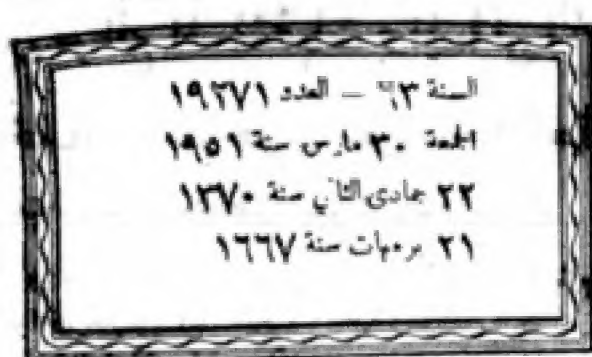 السنة ٦٣ — العدد ١٩٢٧١
الجمعة ٣٠ مارس سنة ١٩٥١
٢٢ جمادى الثاني سنة ١٣٧٠
٢١ برمهات سنة ١٦٦٧